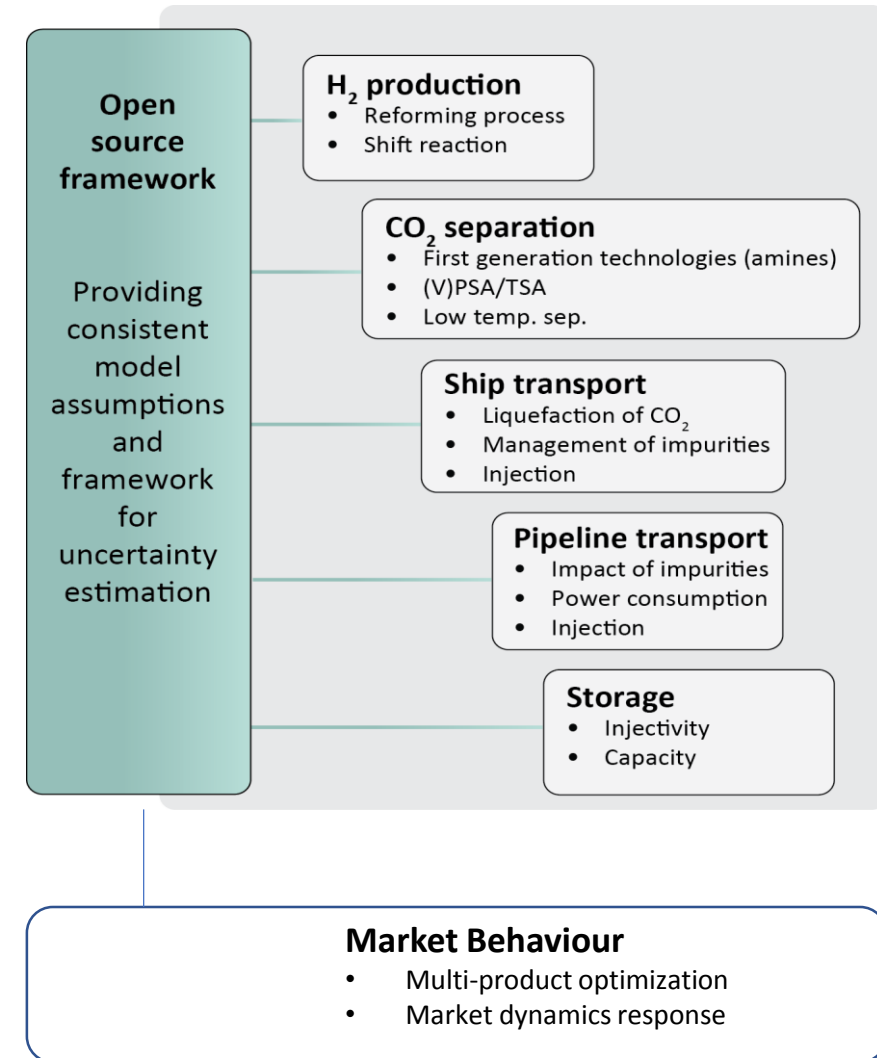 Open
source
framework
Providing
consistent
model
assumptions
and
framework
for
uncertainty
estimation
H₂ production
• Reforming process
• Shift reaction
CO₂ separation
• First generation technologies (amines)
• (V)PSA/TSA
• Low temp. sep.
Ship transport
• Liquefaction of CO₂
• Management of impurities
• Injection
Pipeline transport
• Impact of impurities
• Power consumption
• Injection
Storage
• Injectivity
• Capacity
Market Behaviour
• Multi-product optimization
• Market dynamics response